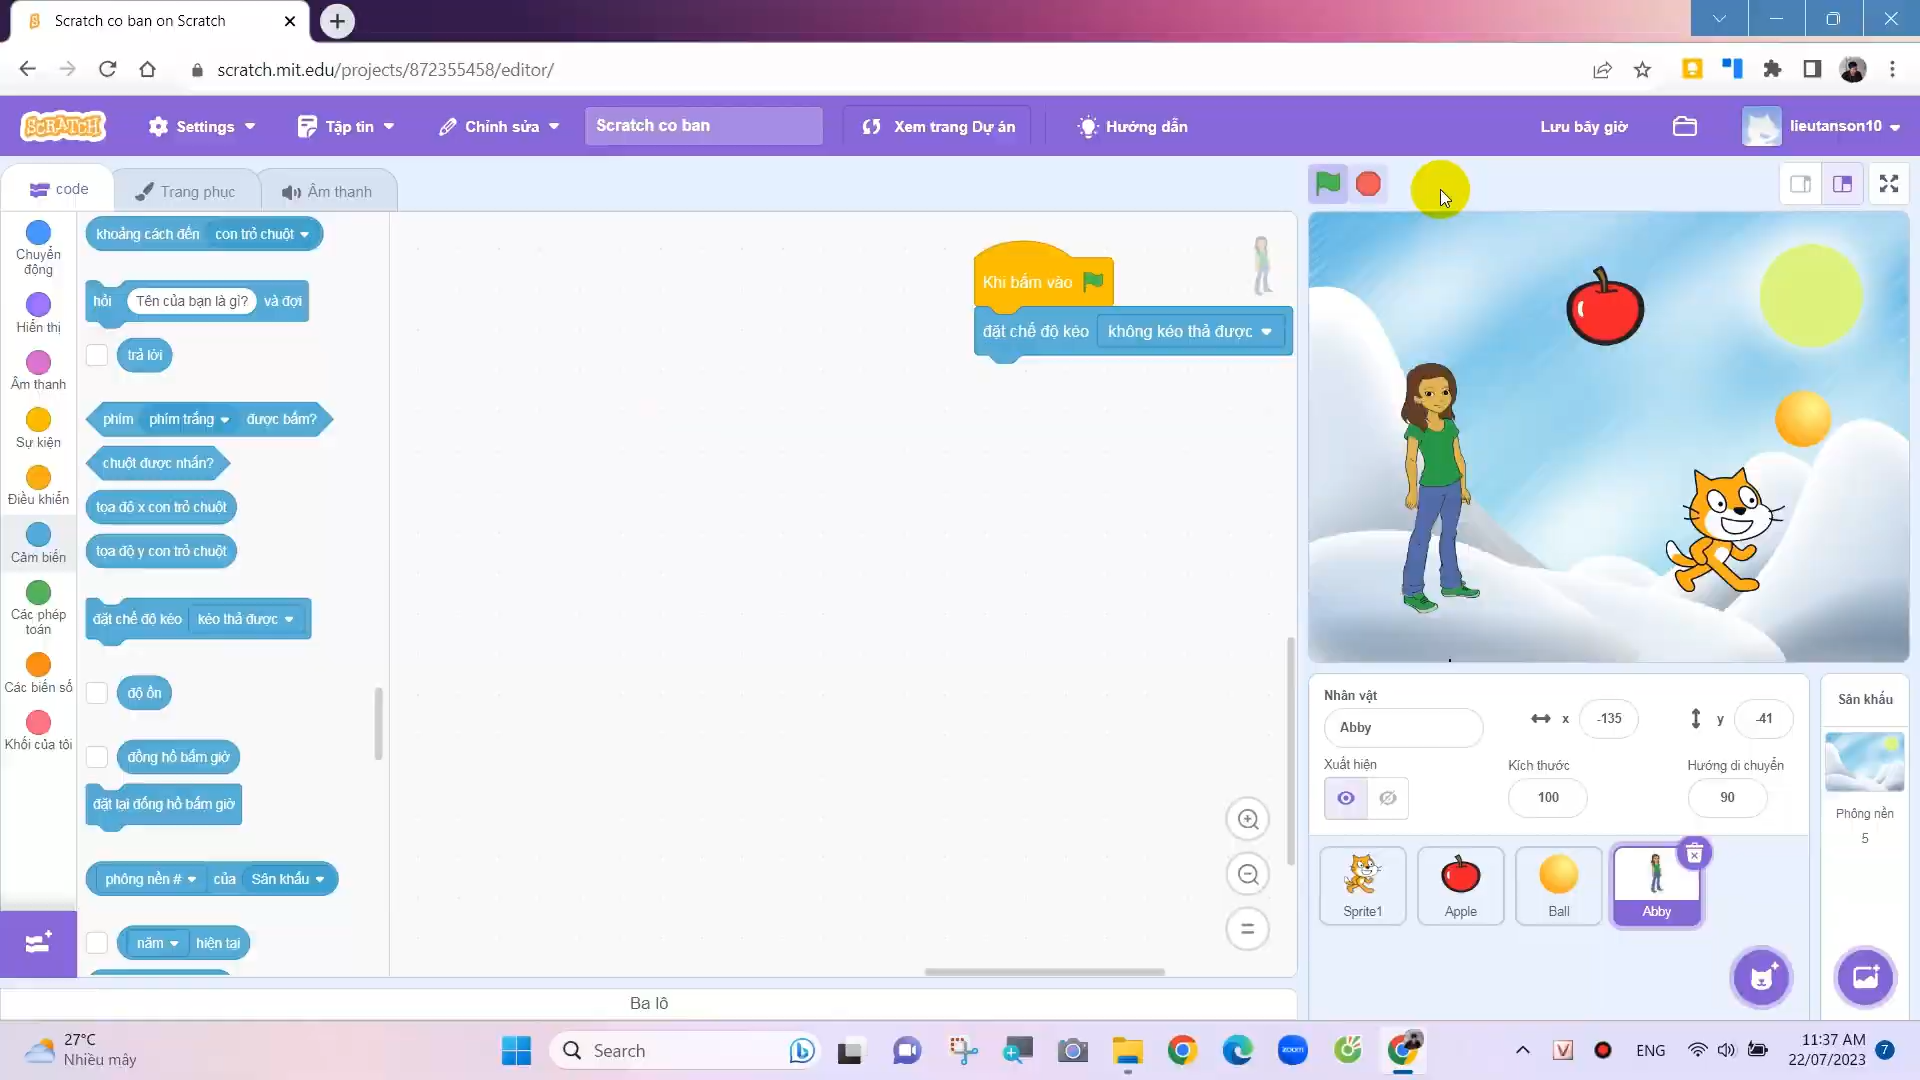 Scratch co ban on Scratch
scratch.mit.edu/projects/872355458/editor/
SCRATCH
Settings
Tập tin
Chỉnh sửa
Scratch co ban
Xem trang Dự án
Hướng dẫn
Lưu bây giờ
lieutanson10
code
Trang phục
Âm thanh
Chuyển động
Hiển thị
Âm thanh
Sự kiện
Điều khiển
Cảm biến
Các phép toán
Các biến số
Khối của tôi
khoảng cách đến con trỏ chuột
hỏi Tên của bạn là gì? và đợi
trả lời
phím phím trắng được bấm?
chuột được nhấn?
tọa độ x con trỏ chuột
tọa độ y con trỏ chuột
đặt chế độ kéo kéo thả được
độ ồn
đồng hồ bấm giờ
đặt lại đồng hồ bấm giờ
phông nền # của Sân khấu
năm hiện tại
Khi bấm vào
đặt chế độ kéo không kéo thả được
Nhân vật
Abby
x -135
y -41
Xuất hiện
Kích thước
100
Hướng di chuyển
90
Sprite1
Apple
Ball
Abby
Sân khấu
Phông nền
5
Ba lô
27°C
Nhiều mây
Search
zoom
V
ENG
11:37 AM
22/07/2023
7